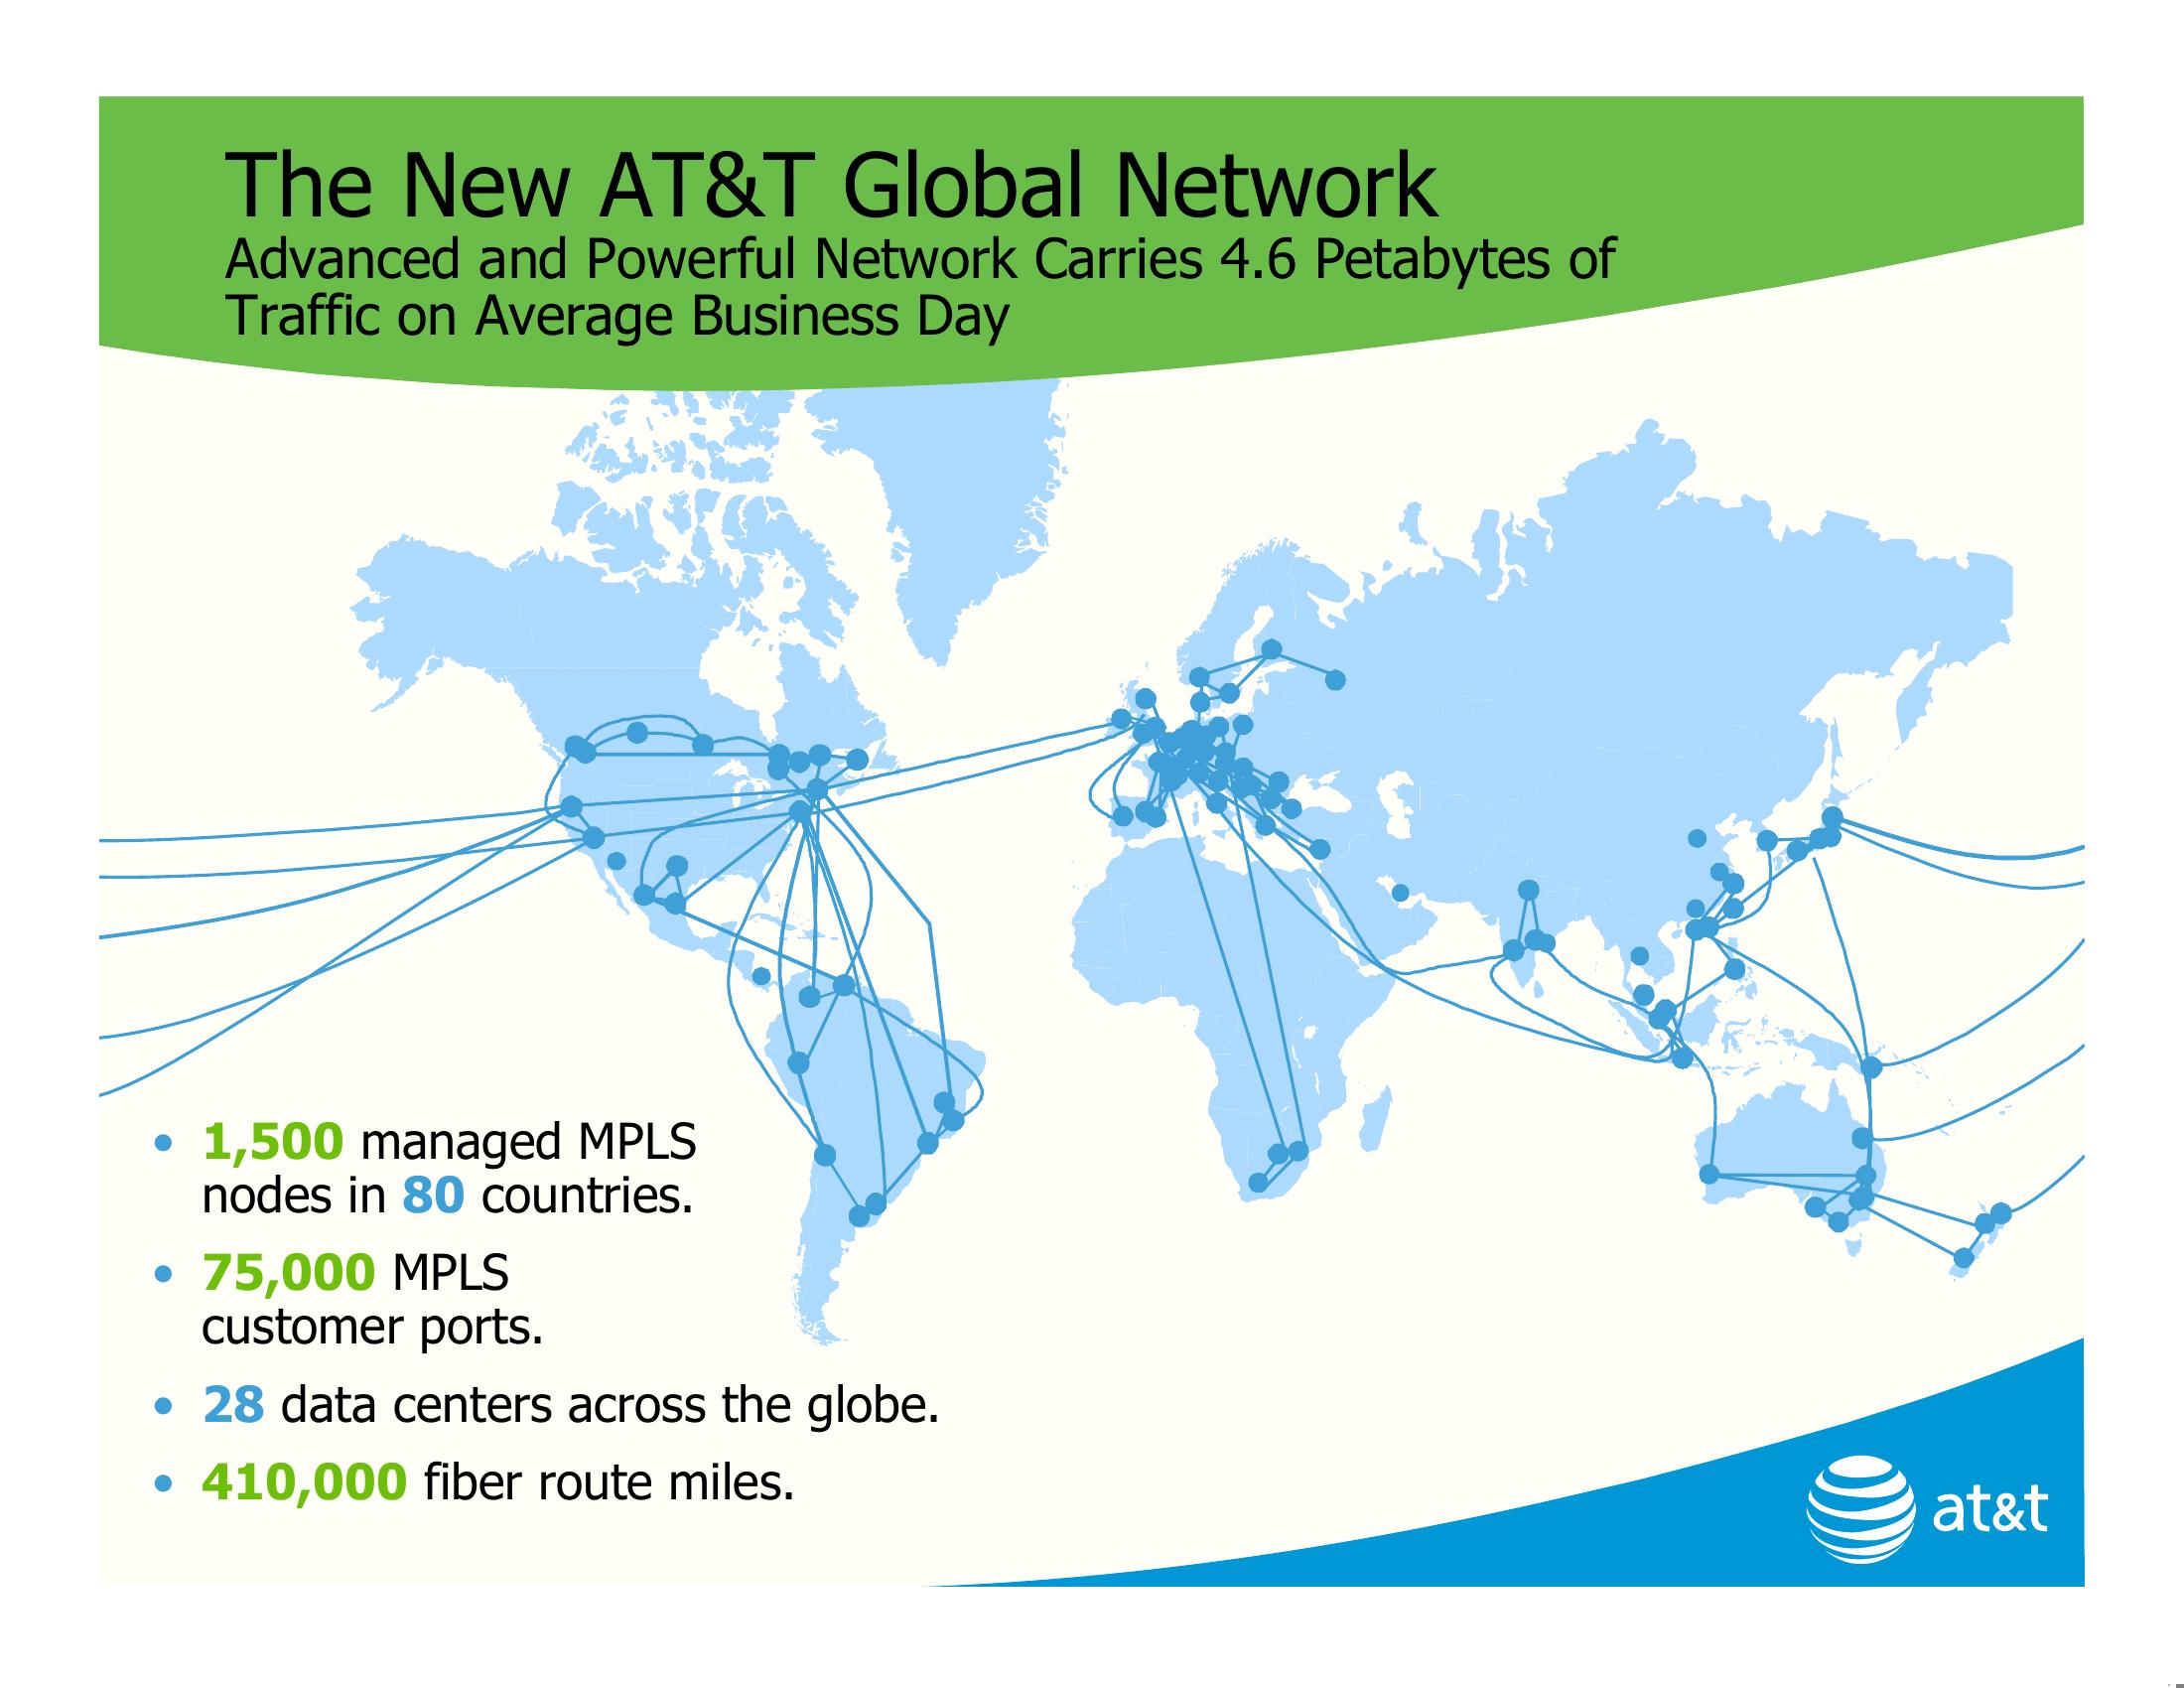 The New AT&T Global Network
Advanced and Powerful Network Carries 4.6 Petabytes of
Traffic on Average Business Day
• 1,500 managed MPLS
nodes in 80 countries.
• 75,000 MPLS
customer ports.
• 28 data centers across the globe.
• 410,000 fiber route miles.
at&t